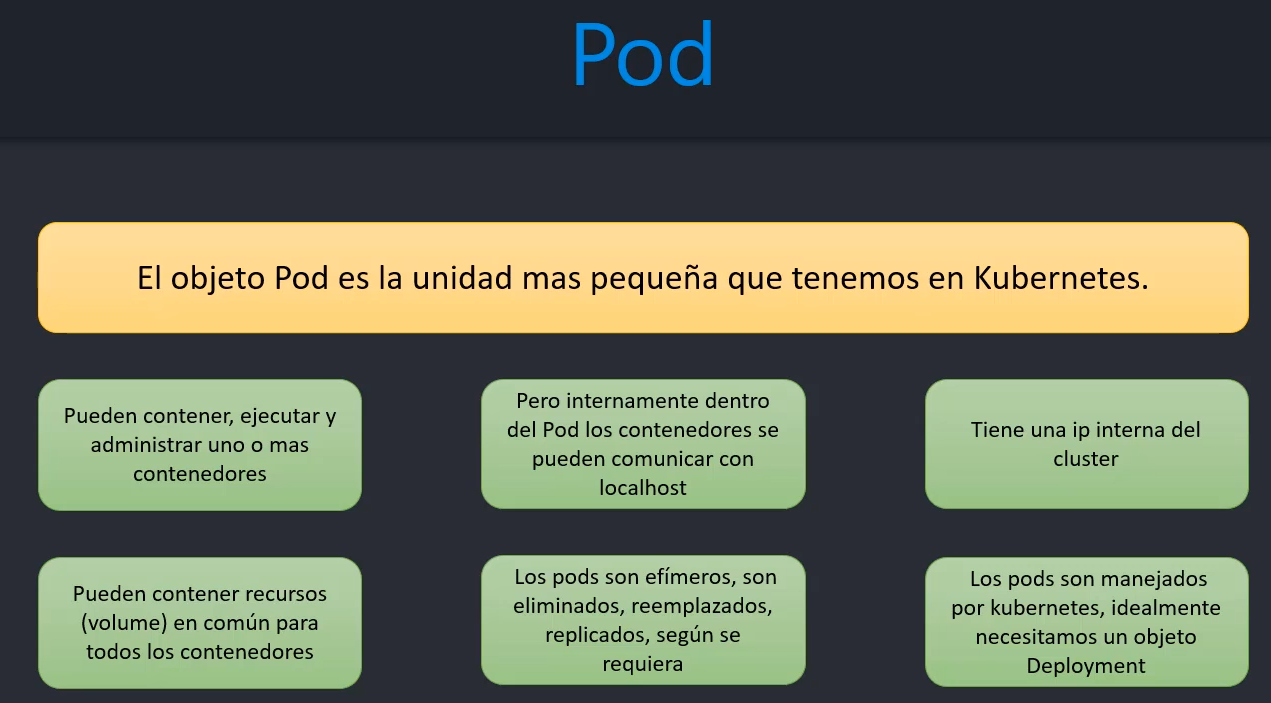 Pod
El objeto Pod es la unidad mas pequeña que tenemos en Kubernetes.
Pueden contener, ejecutar y
administrar uno o mas
contenedores
Pero internamente dentro
del Pod los contenedores se
pueden comunicar con
localhost
Tiene una ip interna del
cluster
Pueden contener recursos
(volume) en común para
todos los contenedores
Los pods son efímeros, son
eliminados, reemplazados,
replicados, según se
requiera
Los pods son manejados
por kubernetes, idealmente
necesitamos un objeto
Deployment